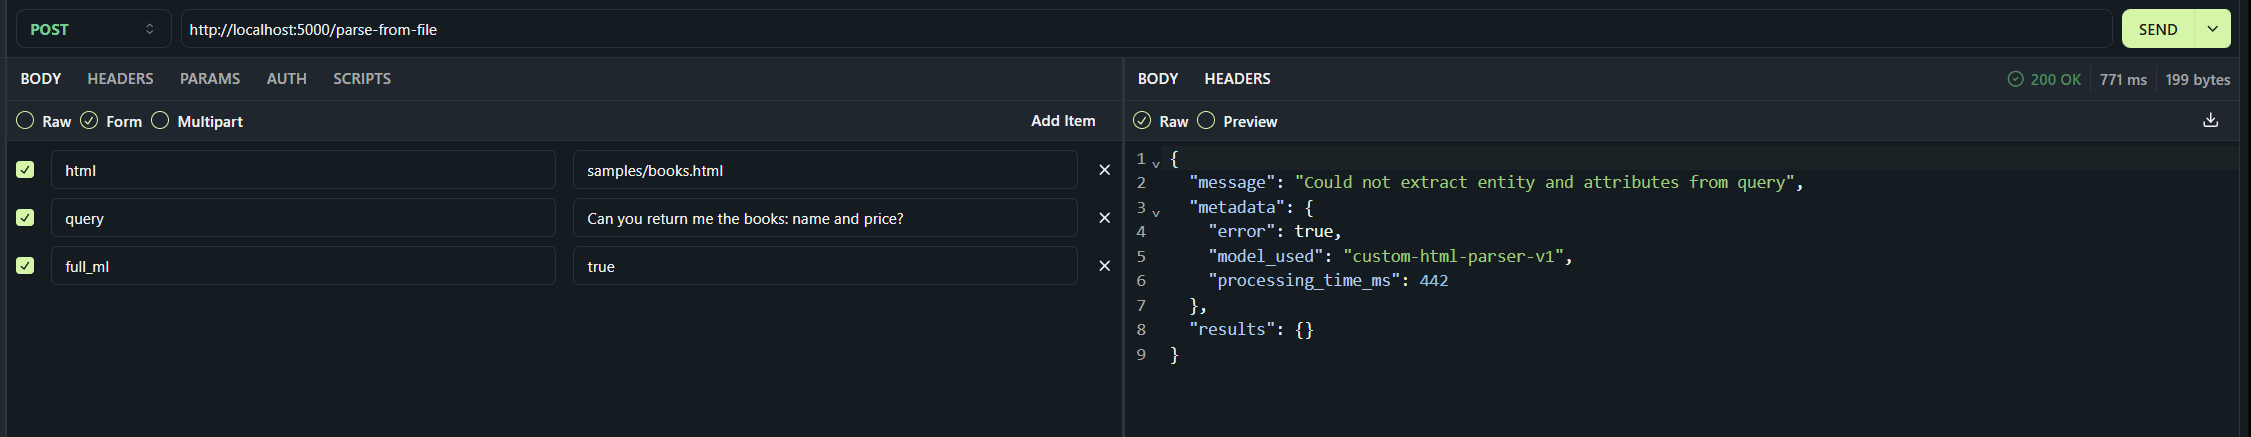 POST http://localhost:5000/parse-from-file SEND
BODY HEADERS PARAMS AUTH SCRIPTS
Raw Form Multipart Add Item
html samples/books.html
query Can you return me the books: name and price?
full_ml true
BODY HEADERS 200 OK 771 ms 199 bytes
Raw Preview
1 {
2 "message": "Could not extract entity and attributes from query",
3 "metadata": {
4 "error": true,
5 "model_used": "custom-html-parser-v1",
6 "processing_time_ms": 442
7 },
8 "results": {}
9 }